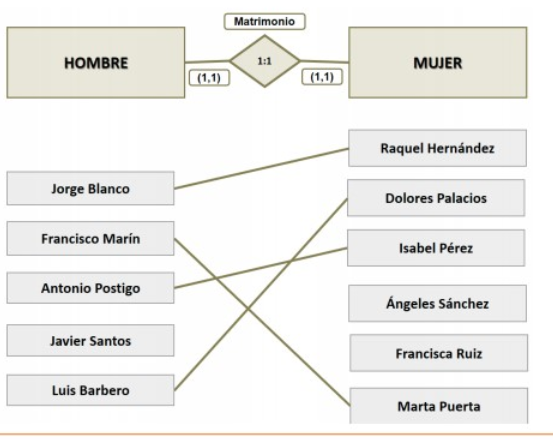 Matrimonio
HOMBRE
1:1
MUJER
(1,1)
(1,1)
Raquel Hernández
Jorge Blanco
Dolores Palacios
Francisco Marín
Isabel Pérez
Antonio Postigo
Ángeles Sánchez
Javier Santos
Francisca Ruiz
Luis Barbero
Marta Puerta